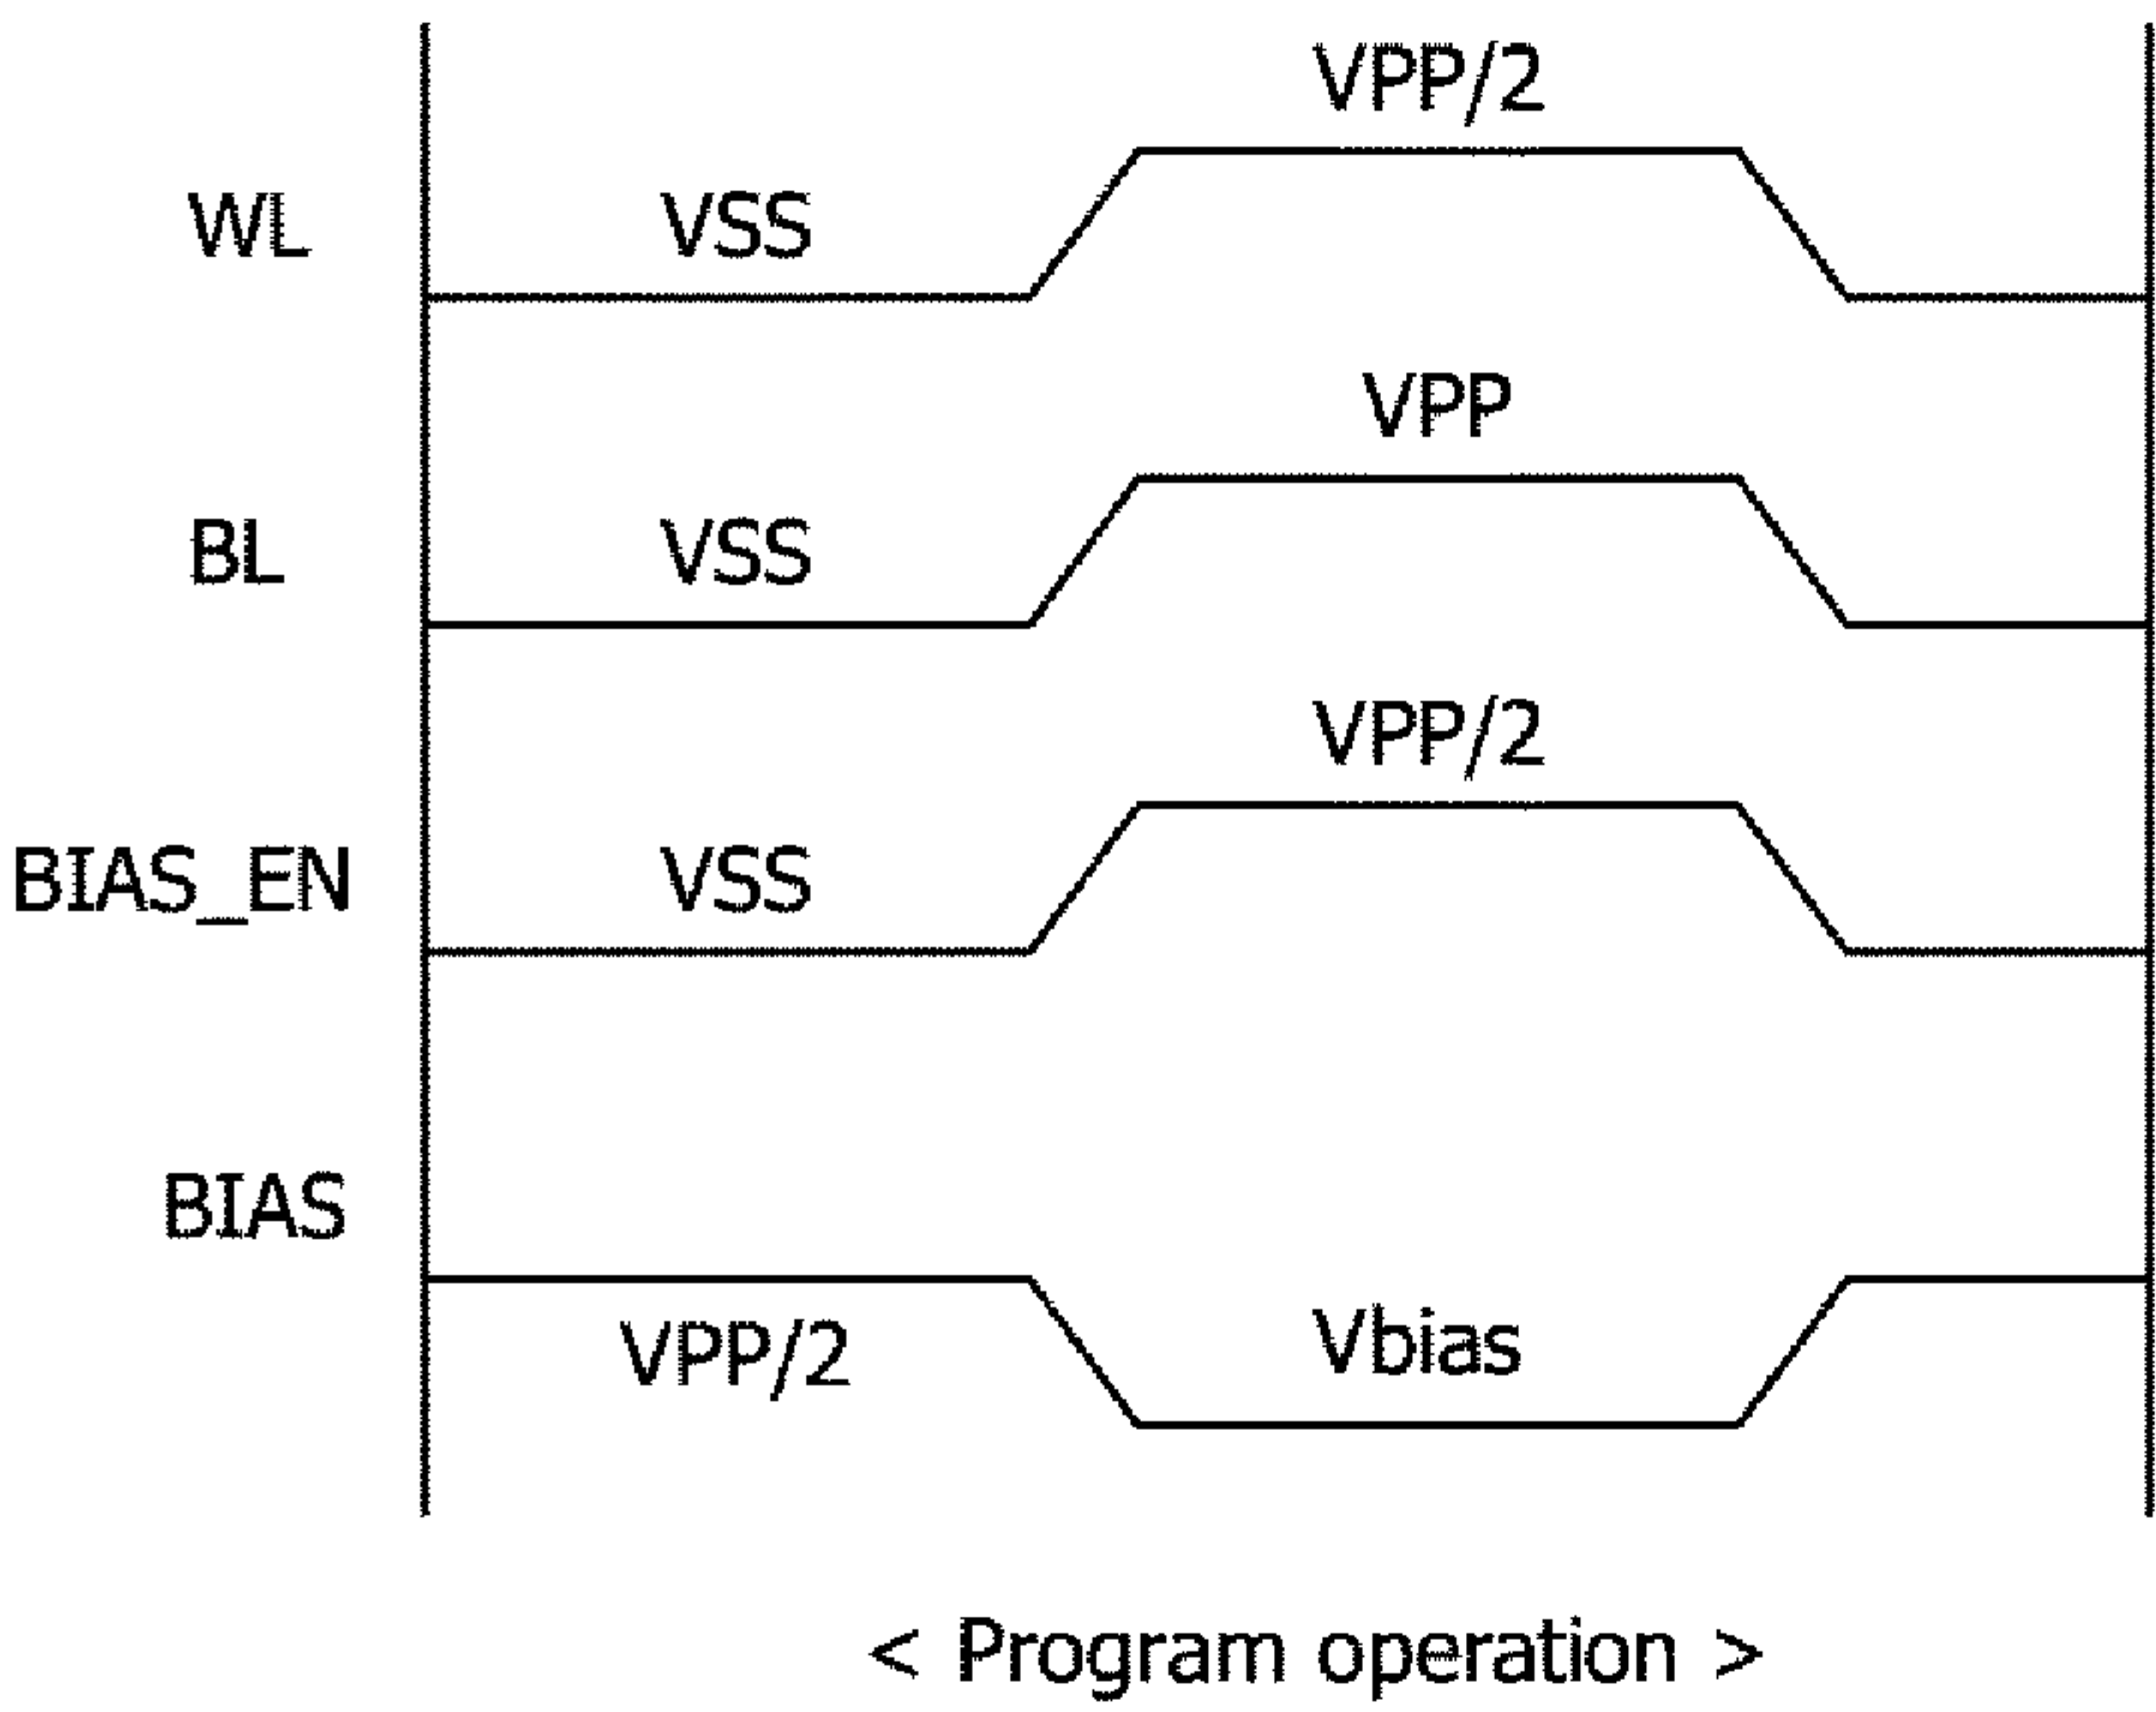 VPP/2
WL VSS
VPP
BL VSS
VPP/2
BIAS_EN VSS
BIAS
VPP/2 Vbias
< Program operation >